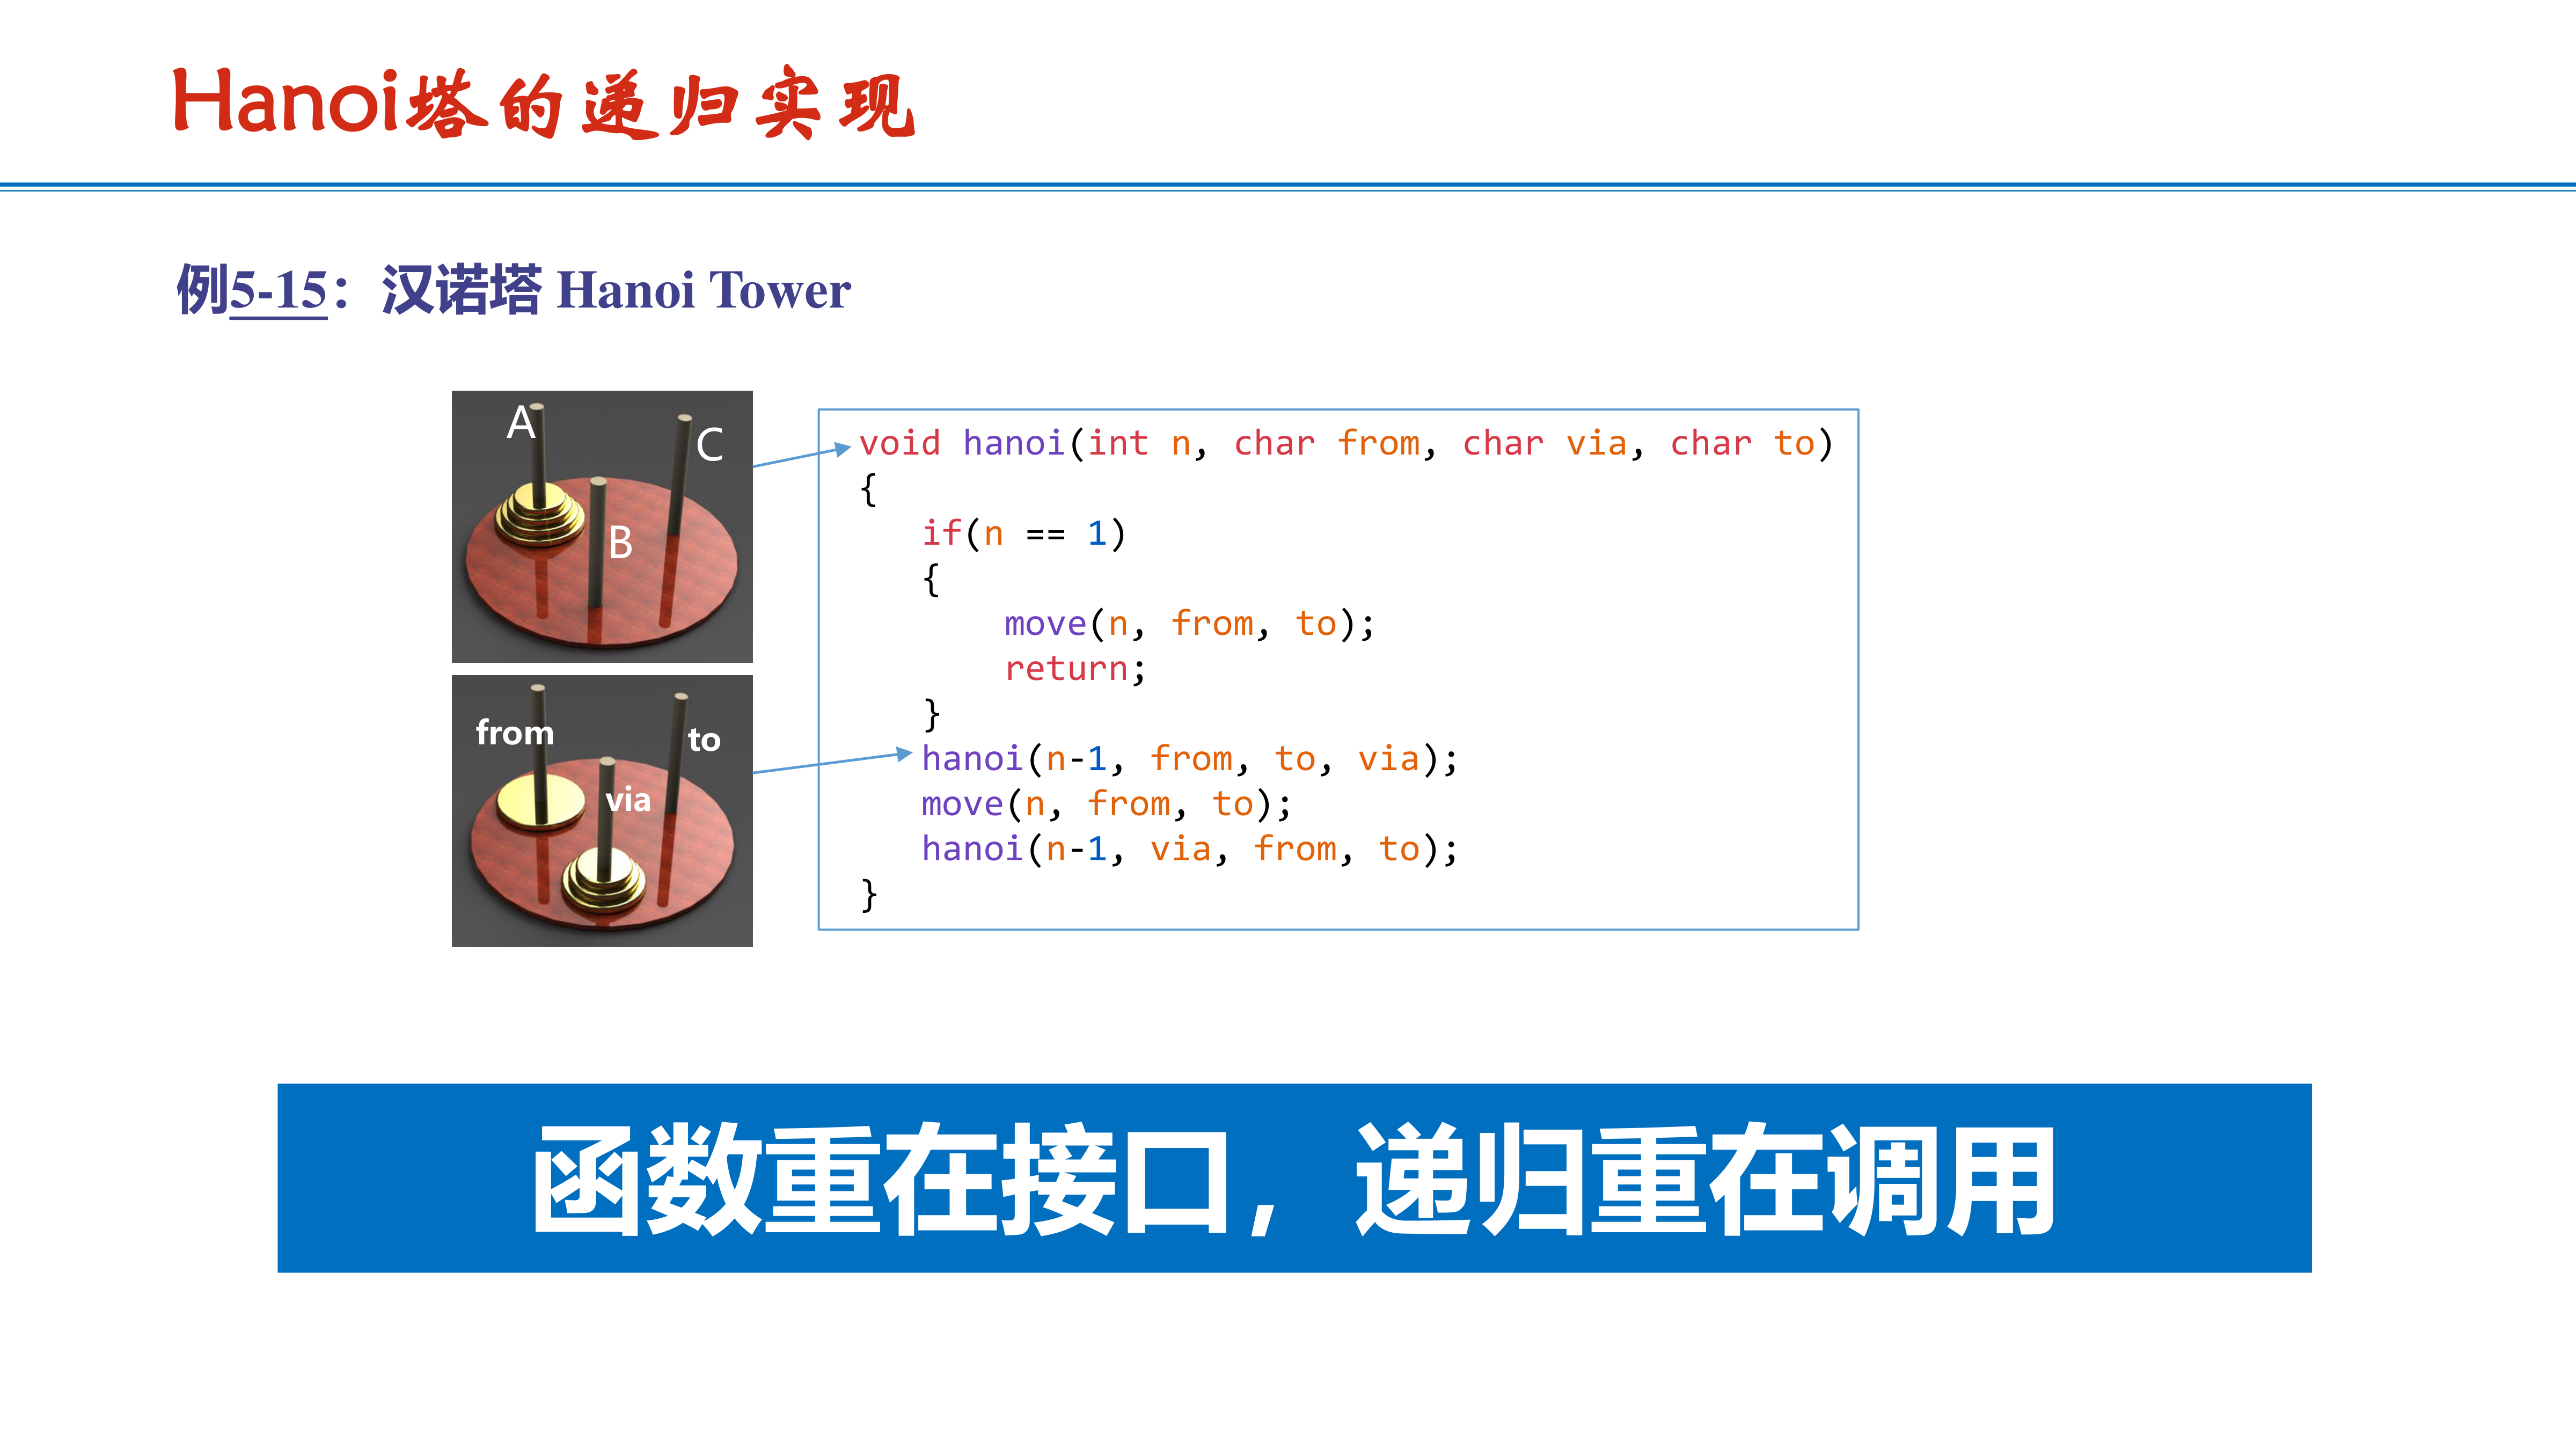 Hanoi塔的递归实现
例5-15：汉诺塔 Hanoi Tower
A
C
B
from
to
via
void hanoi(int n, char from, char via, char to)
{
if(n == 1)
{
move(n, from, to);
return;
}
hanoi(n-1, from, to, via);
move(n, from, to);
hanoi(n-1, via, from, to);
}
函数重在接口，递归重在调用